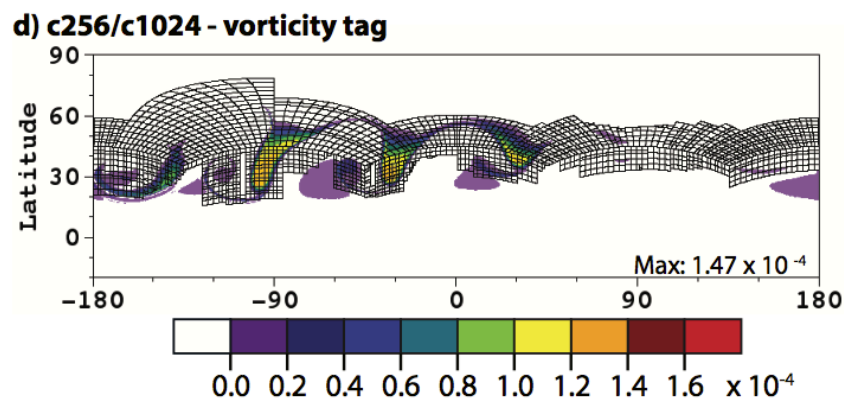 d) c256/c1024 - vorticity tag
90
60
30
0
Latitude
Max: 1.47 x 10 -4
-180 -90 0 90 180
0.0 0.2 0.4 0.6 0.8 1.0 1.2 1.4 1.6 x 10-4